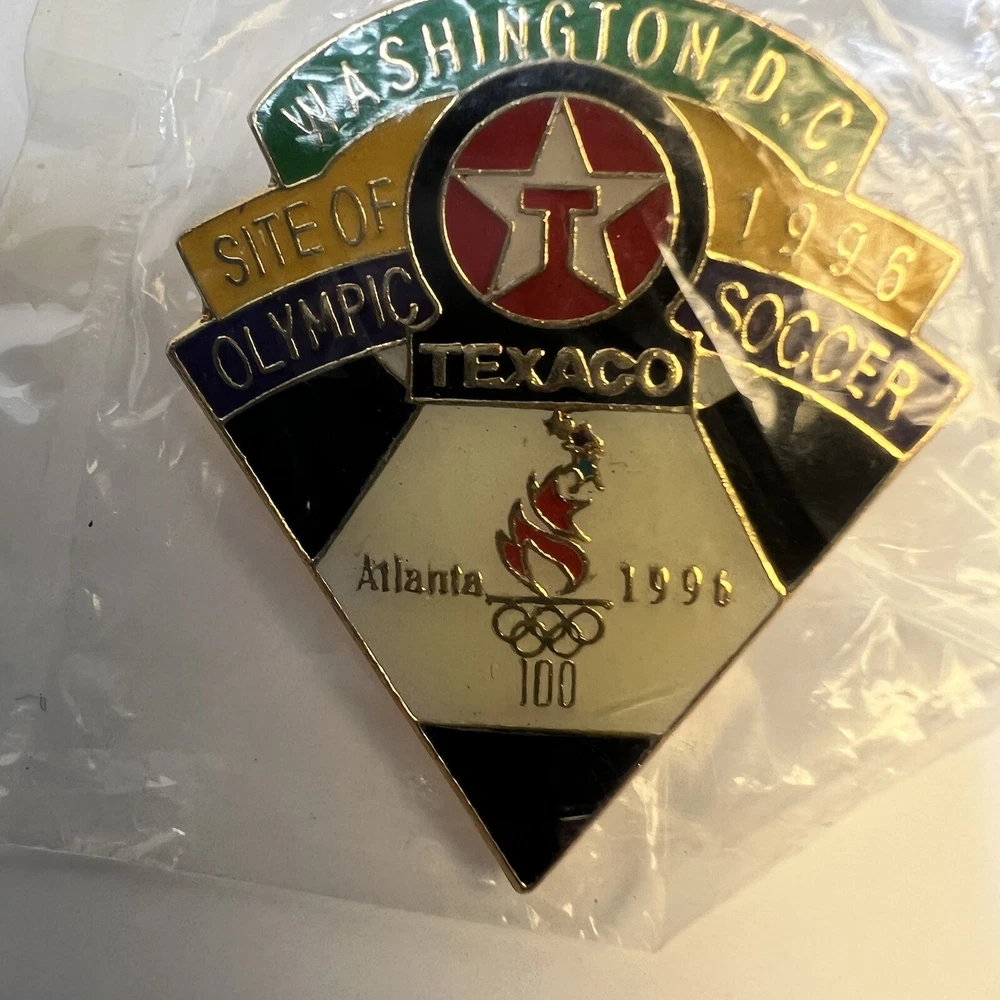 WASHINGTON, D.C.
SITE OF 1996
OLYMPIC SOCCER
T
TEXACO
Atlanta 1996
100